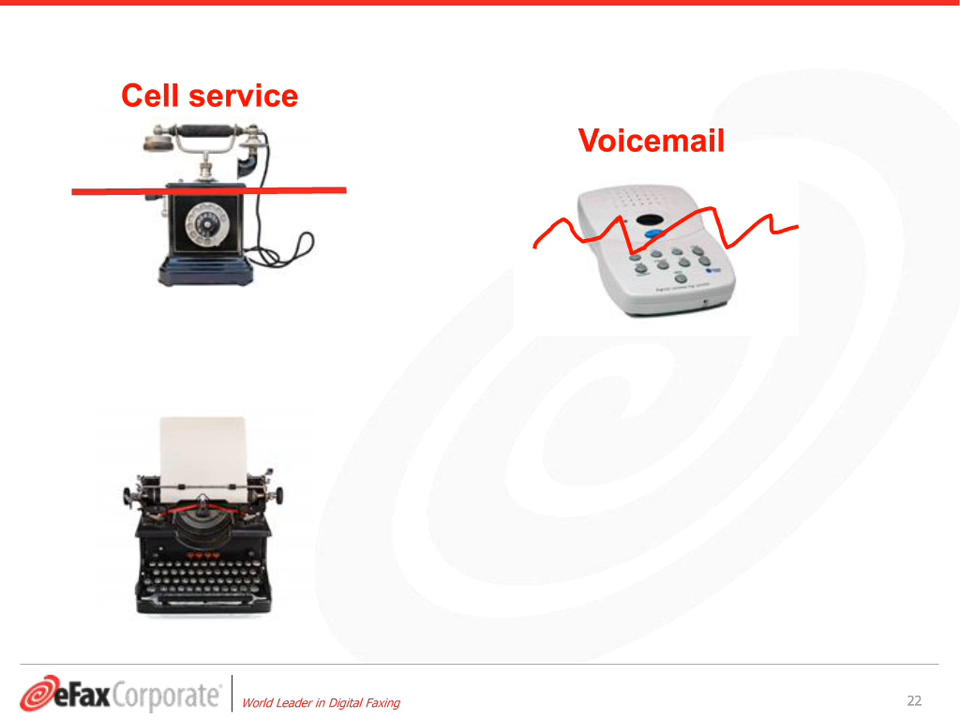 Cell service
Voicemail
eFax Corporate®
World Leader in Digital Faxing
22